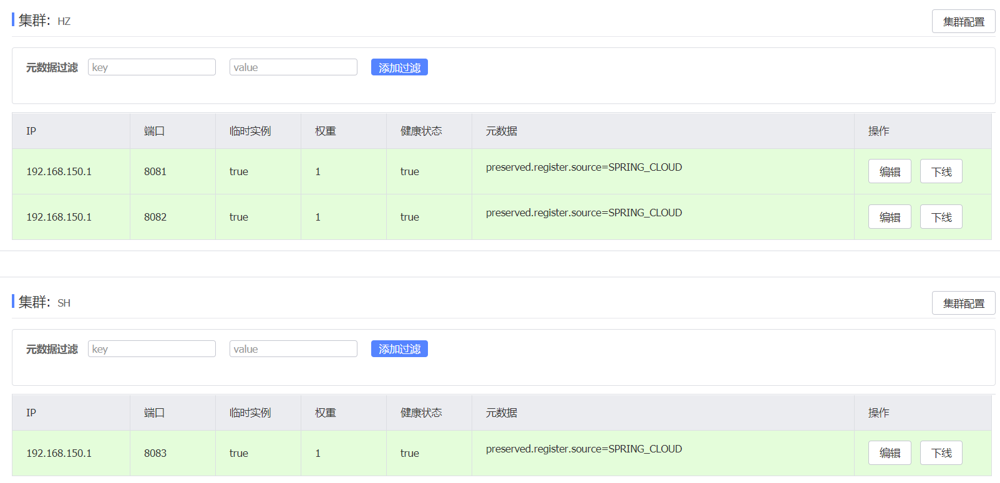 集群: HZ 集群配置
元数据过滤 key value 添加过滤
IP 端口 临时实例 权重 健康状态 元数据 操作
192.168.150.1 8081 true 1 true preserved.register.source=SPRING_CLOUD 编辑 下线
192.168.150.1 8082 true 1 true preserved.register.source=SPRING_CLOUD 编辑 下线
集群: SH 集群配置
元数据过滤 key value 添加过滤
IP 端口 临时实例 权重 健康状态 元数据 操作
192.168.150.1 8083 true 1 true preserved.register.source=SPRING_CLOUD 编辑 下线